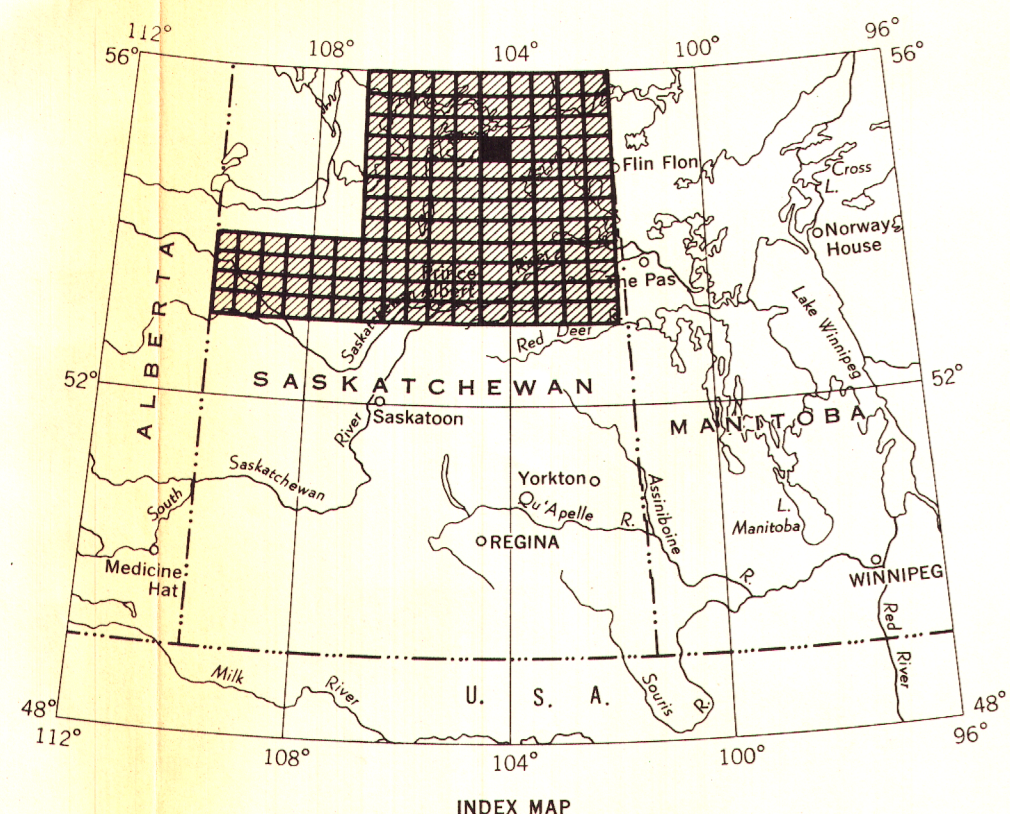 112°
108°
104°
100°
96°
56°
56°
Flin Flon
Cross
L.
Norway
House
Prince
Albert
River
The Pas
Lake Winnipeg
Red Deer
Saskatchewan
ALBERTA
52°
52°
SASKATCHEWAN
MANITOBA
Saskatoon
River
Yorkton
Saskatchewan
South
Qu'Apelle R.
Assiniboine
R.
L.
Manitoba
REGINA
Medicine
Hat
WINNIPEG
Red
River
Milk River
U. S. A.
Souris
R.
48°
48°
112°
108°
104°
100°
96°
INDEX MAP